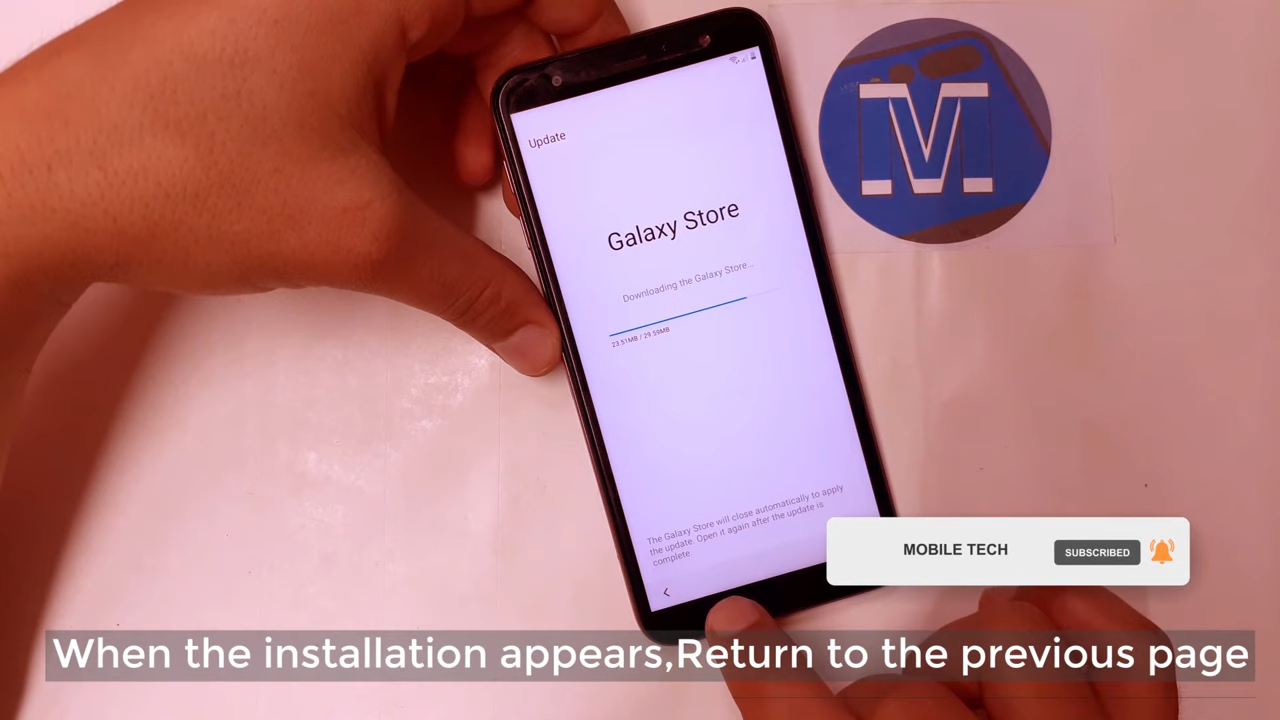 Update
Galaxy Store
Downloading the Galaxy Store...
23.51MB / 29.59MB
The Galaxy Store will close automatically to apply
the update. Open it again after the update is
complete.
M
MOBILE TECH
SUBSCRIBED
When the installation appears,Return to the previous page